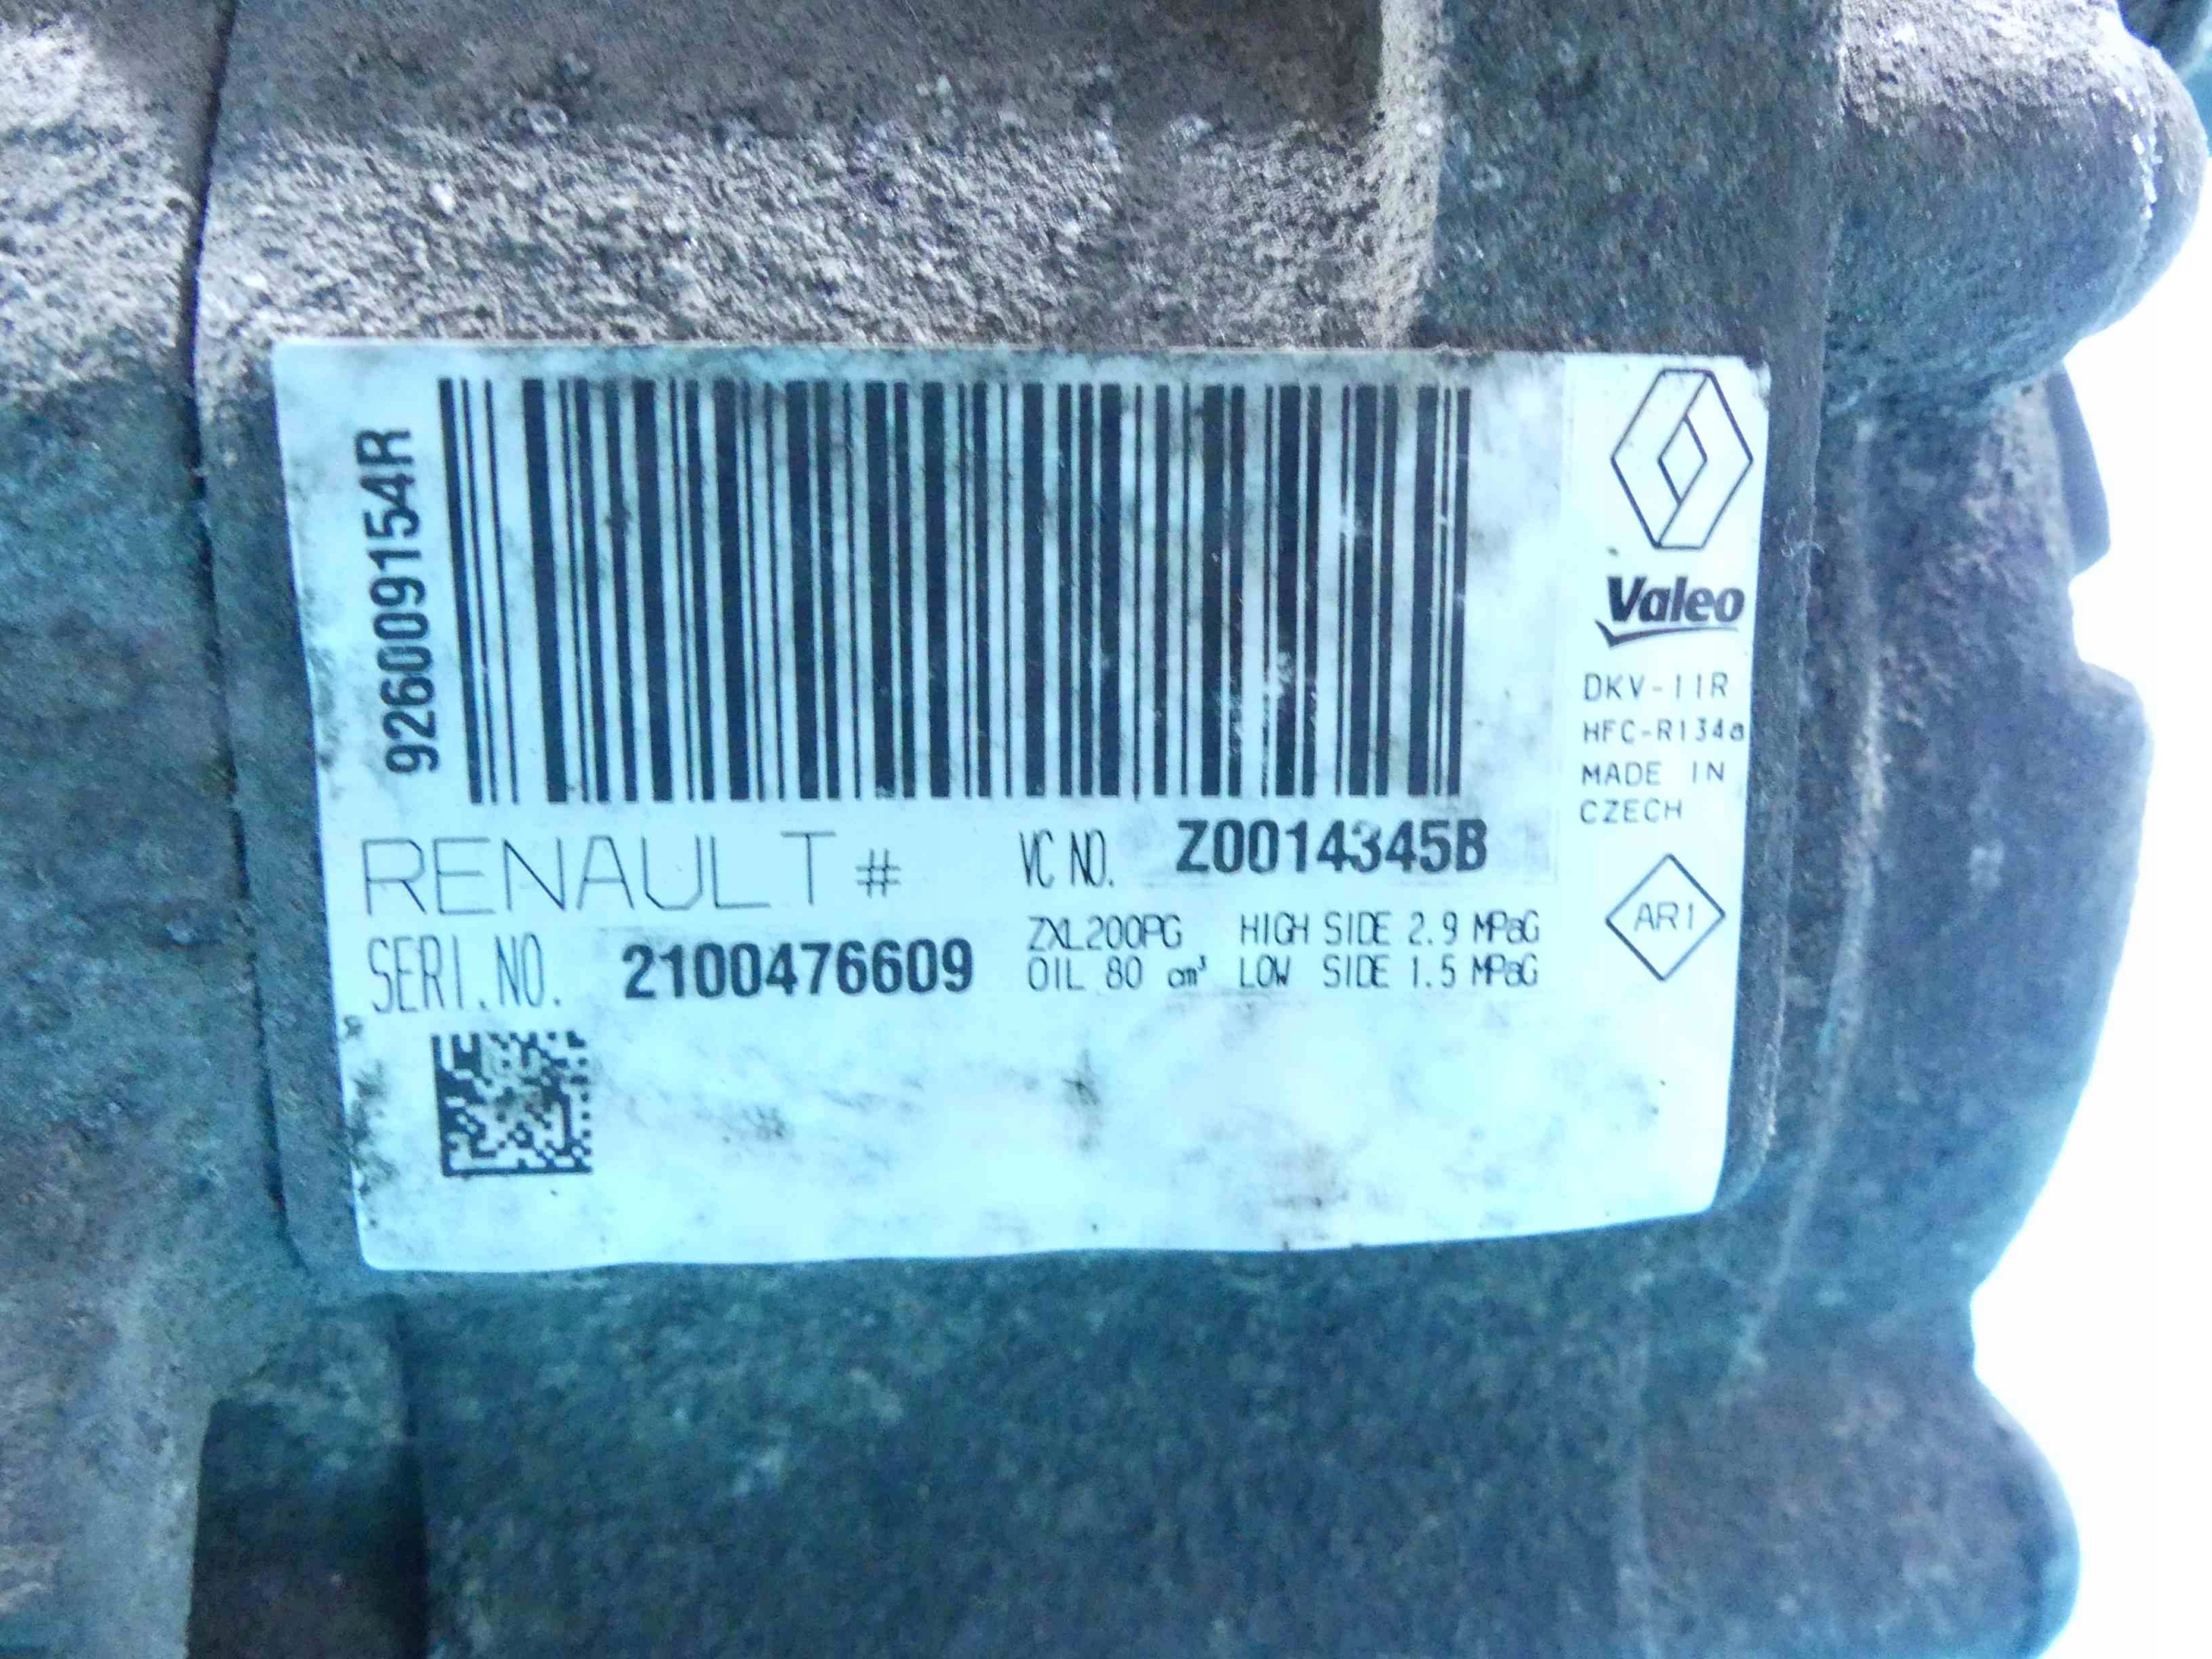 926009154R
RENAULT # VC NO. Z0014345B
SERI.NO. 2100476609
ZXL200PG HIGH SIDE 2.9 MPaG
OIL 80 cm³ LOW SIDE 1.5 MPaG
Valeo
DKV-11R
HFC-R134a
MADE IN
CZECH
AR1